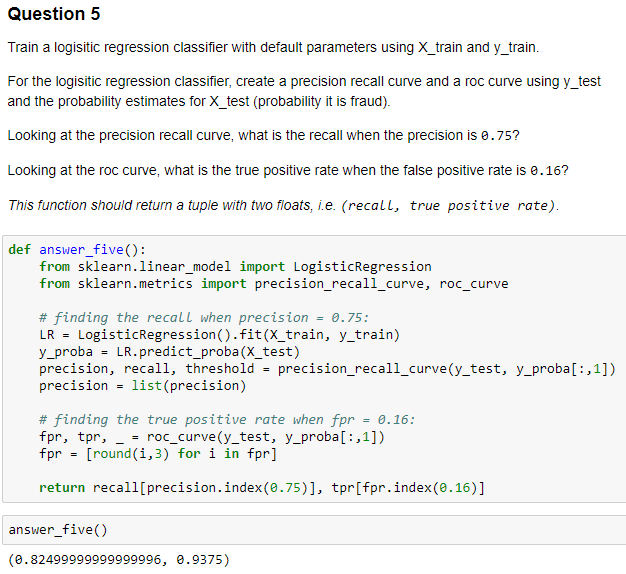 Question 5
Train a logisitic regression classifier with default parameters using X_train and y_train.
For the logisitic regression classifier, create a precision recall curve and a roc curve using y_test
and the probability estimates for X_test (probability it is fraud).
Looking at the precision recall curve, what is the recall when the precision is 0.75?
Looking at the roc curve, what is the true positive rate when the false positive rate is 0.16?
This function should return a tuple with two floats, i.e. (recall, true positive rate).
def answer_five():
    from sklearn.linear_model import LogisticRegression
    from sklearn.metrics import precision_recall_curve, roc_curve
    # finding the recall when precision = 0.75:
    LR = LogisticRegression().fit(X_train, y_train)
    y_proba = LR.predict_proba(X_test)
    precision, recall, threshold = precision_recall_curve(y_test, y_proba[:,1])
    precision = list(precision)
    # finding the true positive rate when fpr = 0.16:
    fpr, tpr, _ = roc_curve(y_test, y_proba[:,1])
    fpr = [round(i,3) for i in fpr]
    return recall[precision.index(0.75)], tpr[fpr.index(0.16)]
answer_five()
(0.82499999999999996, 0.9375)